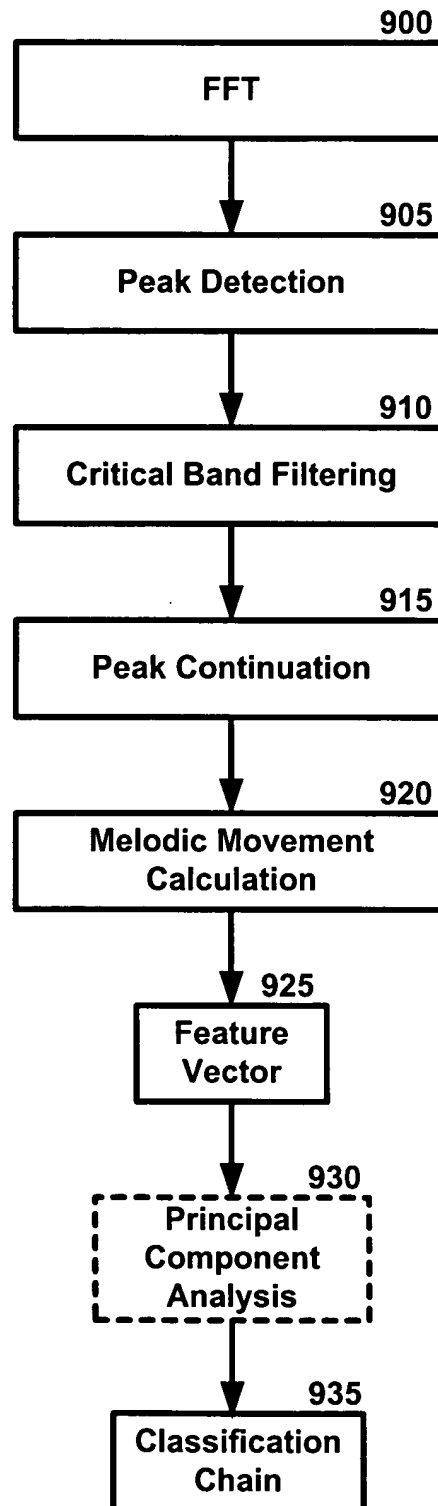 900
FFT
905
Peak Detection
910
Critical Band Filtering
915
Peak Continuation
920
Melodic Movement
Calculation
925
Feature
Vector
930
Principal
Component
Analysis
935
Classification
Chain